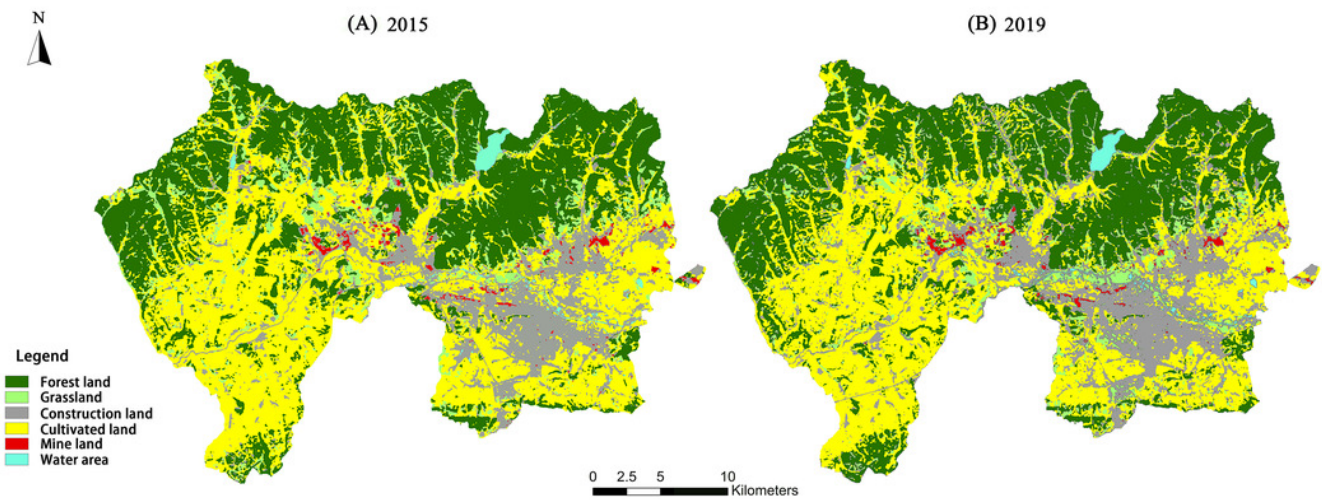 N
(A) 2015
(B) 2019
Legend
Forest land
Grassland
Construction land
Cultivated land
Mine land
Water area
0 2.5 5 10
Kilometers